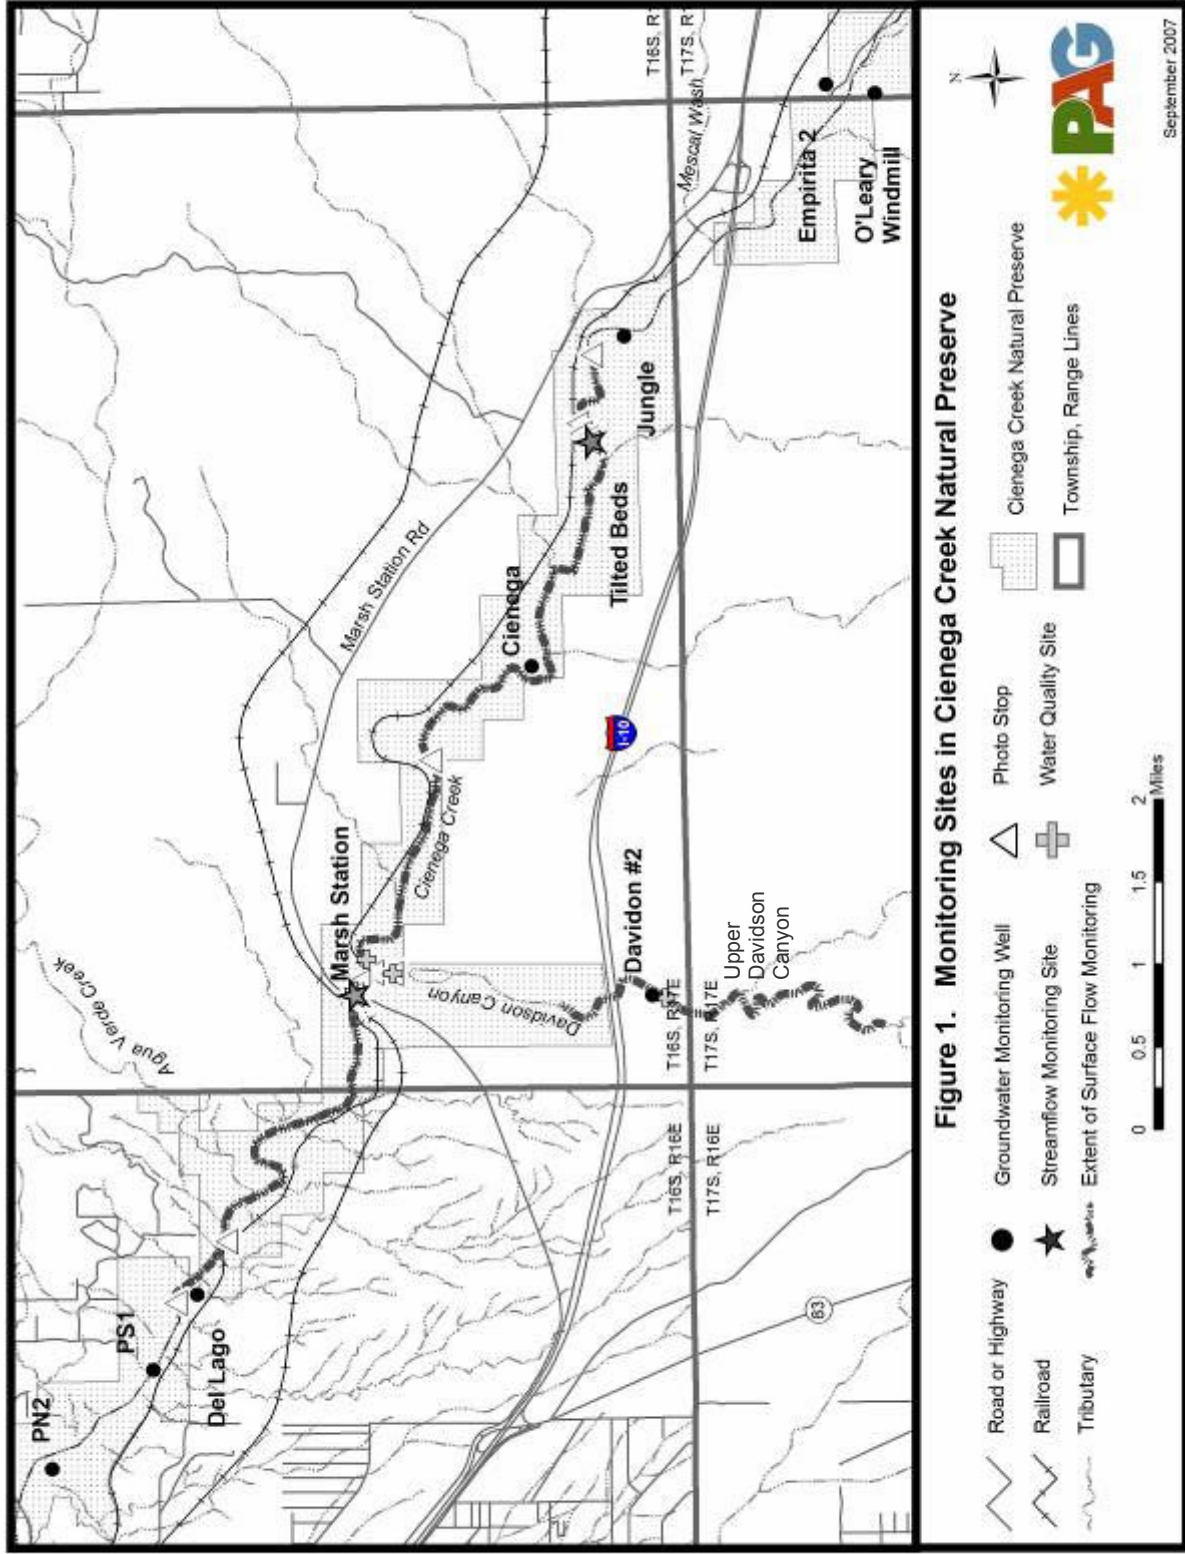 PN2
PS1
Del Lago
Agua Verde Creek
Marsh Station
Marsh Station Rd
Cienega Creek
Cienega
Tilted Beds
Jungle
Mescal Wash
Empirita 2
O'Leary
Windmill
Davidson Canyon
Davidon #2
Upper
Davidson
Canyon
I-10
83
T16S, R16E
T17S, R16E
T16S, R17E
T17S, R17E
T16S, R1
T17S, R1
Figure 1. Monitoring Sites in Cienega Creek Natural Preserve
Road or Highway
Railroad
Tributary
Groundwater Monitoring Well
Streamflow Monitoring Site
Extent of Surface Flow Monitoring
Photo Stop
Water Quality Site
Cienega Creek Natural Preserve
Township, Range Lines
0 0.5 1 1.5 2
Miles
N
PAG
September 2007